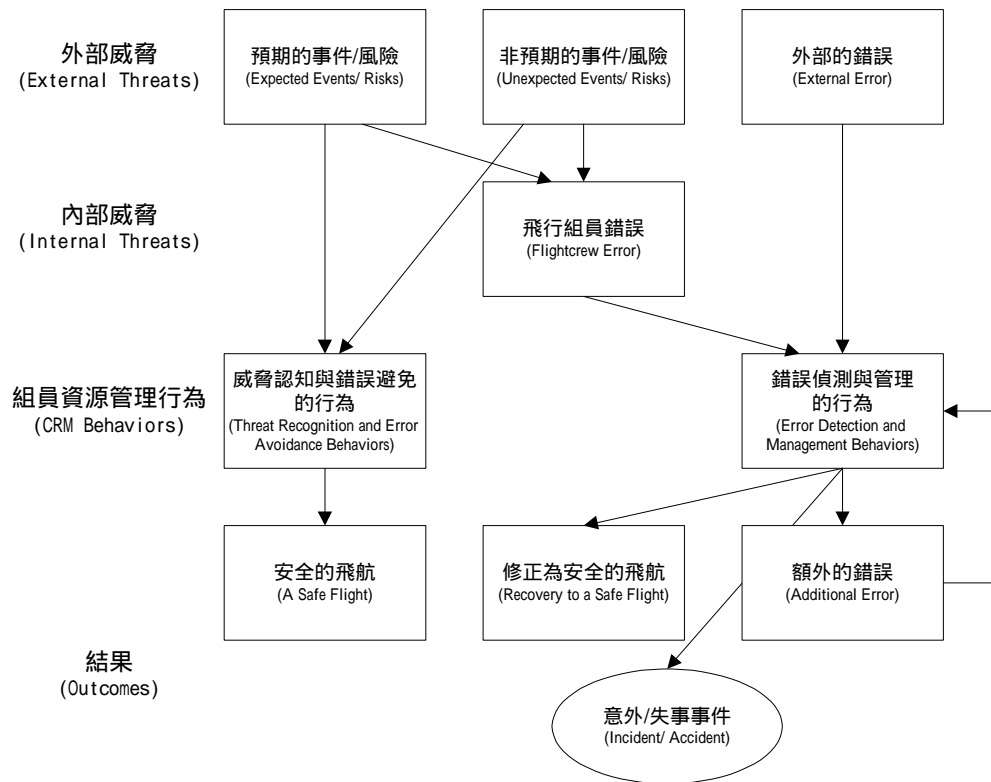 外部威脅
(External Threats)
預期的事件/風險
(Expected Events/ Risks)
非預期的事件/風險
(Unexpected Events/ Risks)
外部的錯誤
(External Error)
內部威脅
(Internal Threats)
飛行組員錯誤
(Flightcrew Error)
組員資源管理行為
(CRM Behaviors)
威脅認知與錯誤避免
的行為
(Threat Recognition and Error
Avoidance Behaviors)
錯誤偵測與管理
的行為
(Error Detection and
Management Behaviors)
安全的飛航
(A Safe Flight)
修正為安全的飛航
(Recovery to a Safe Flight)
額外的錯誤
(Additional Error)
結果
(Outcomes)
意外/失事事件
(Incident/ Accident)